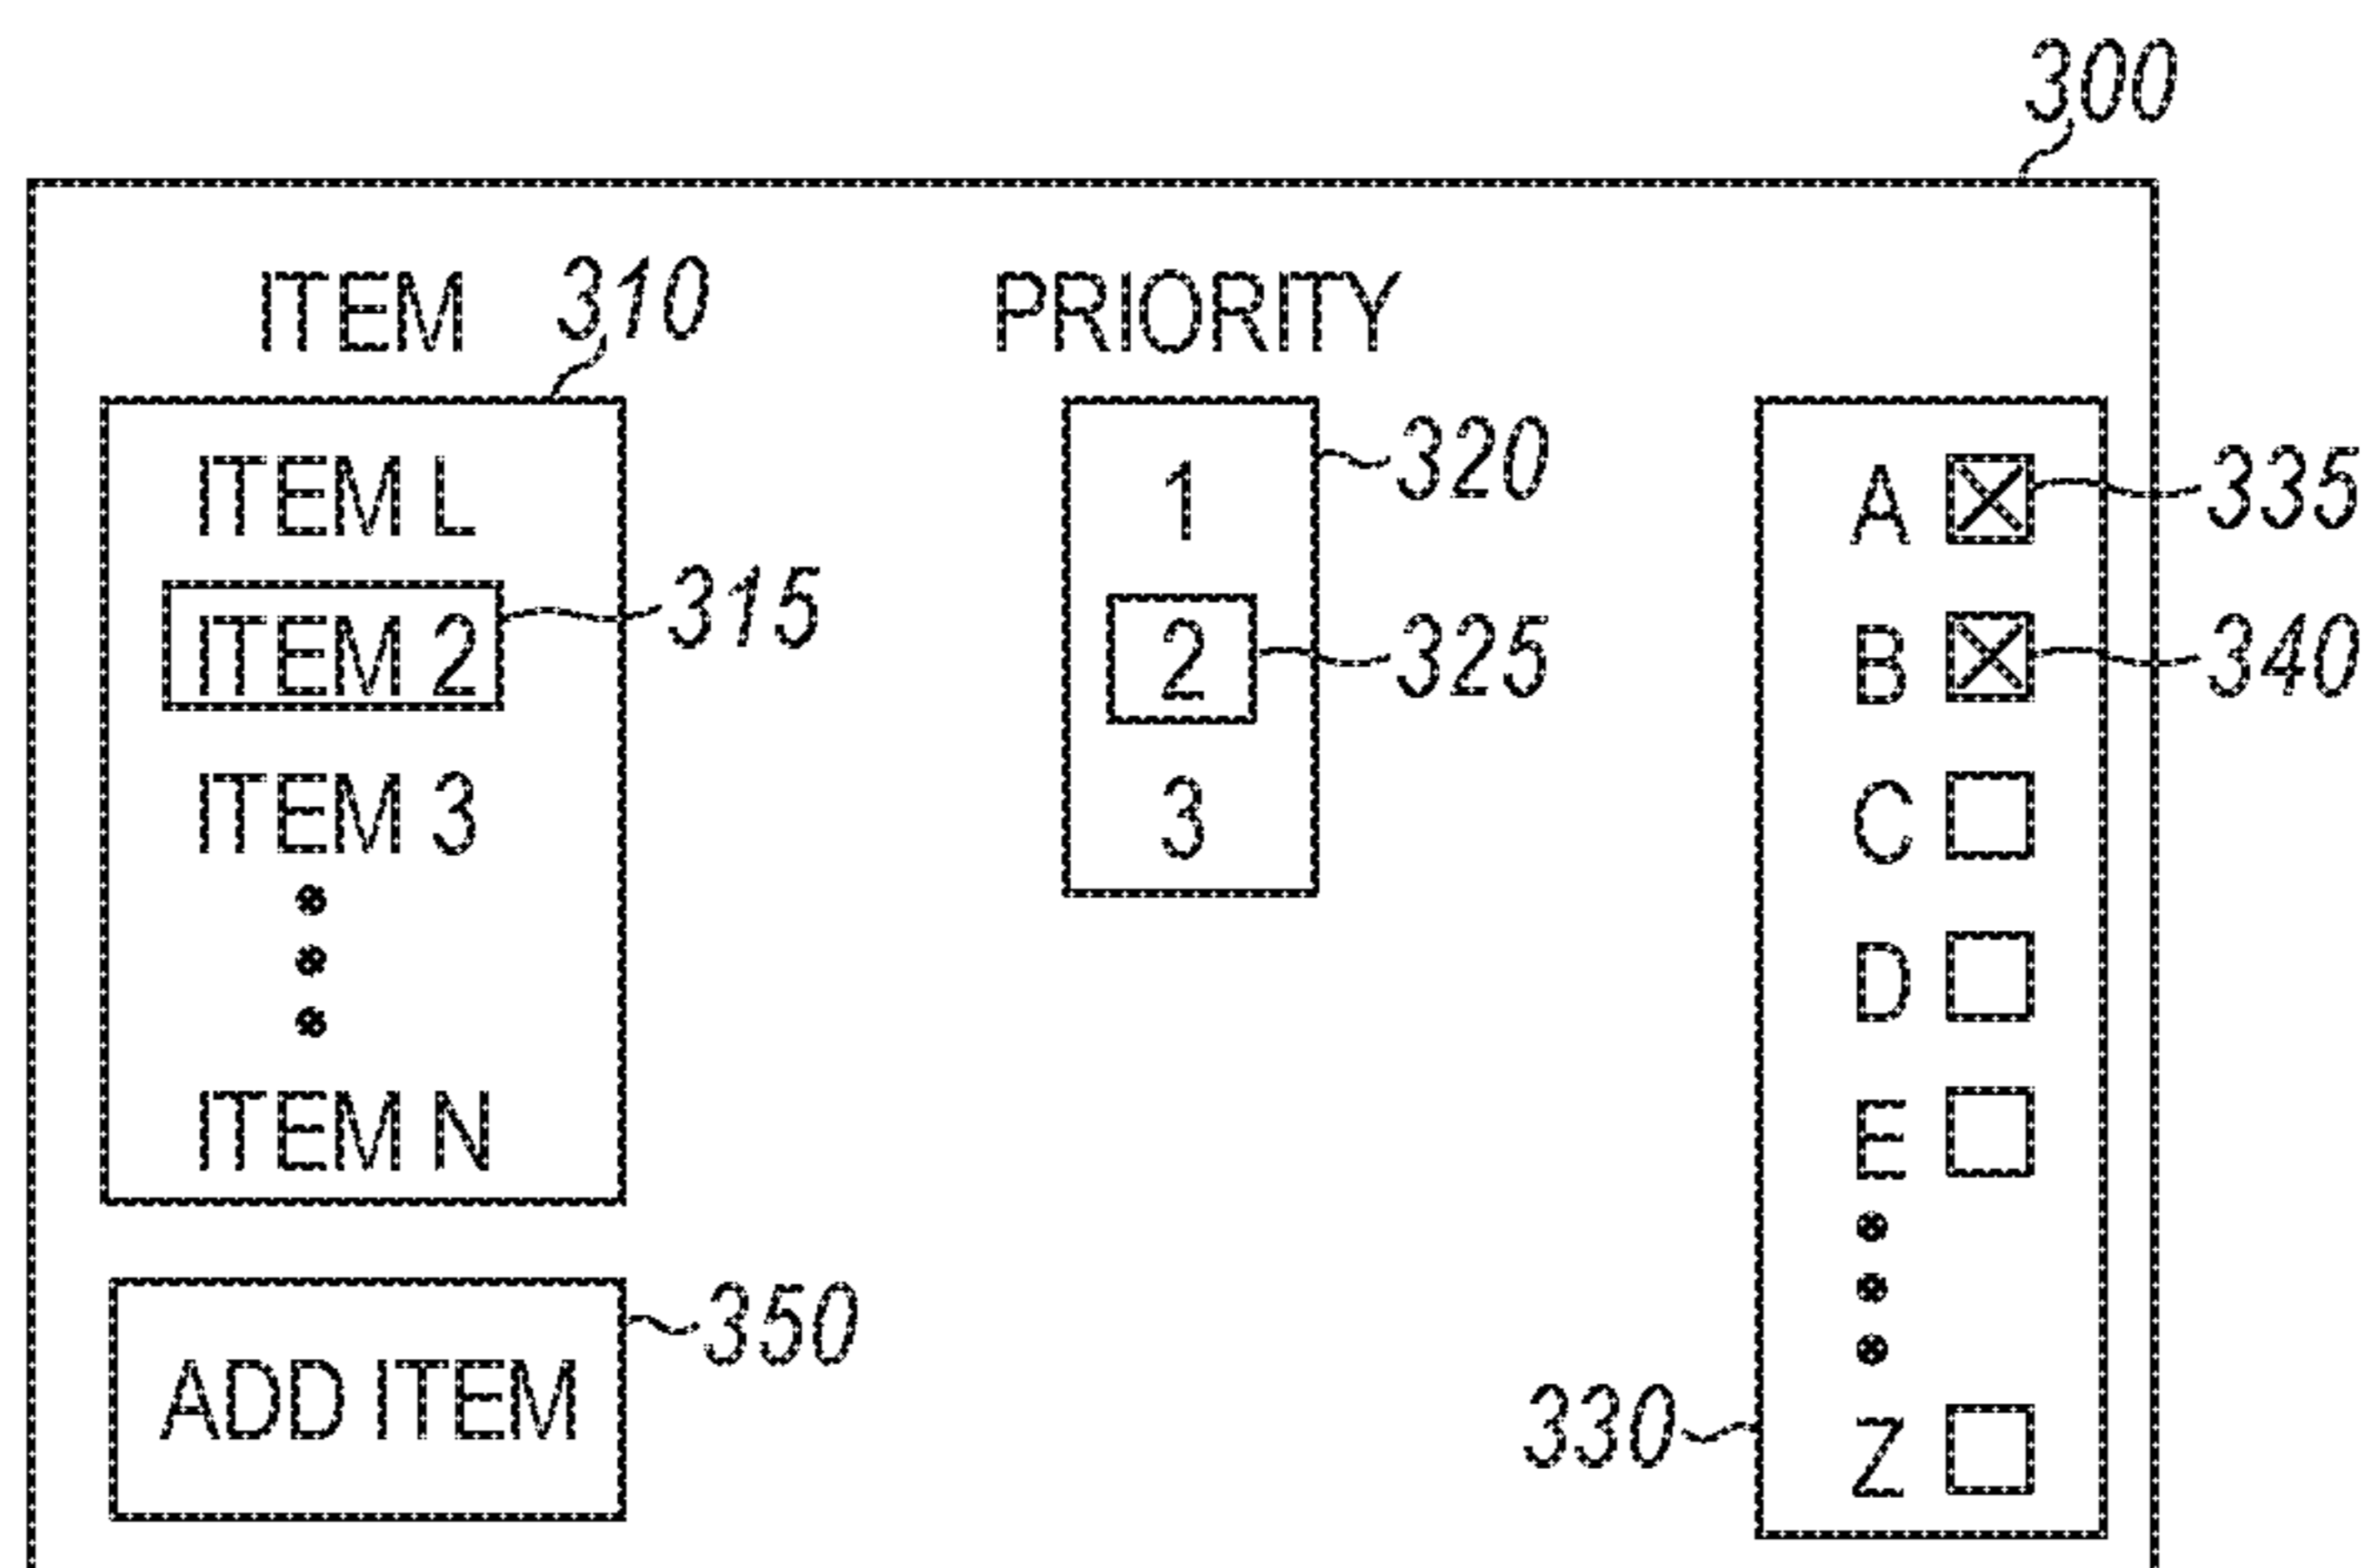 300
ITEM 310 PRIORITY
ITEM L 1 320 A 335
ITEM 2 315 2 325 B 340
ITEM 3 3 C
D
ITEM N E
ADD ITEM 350
330 Z